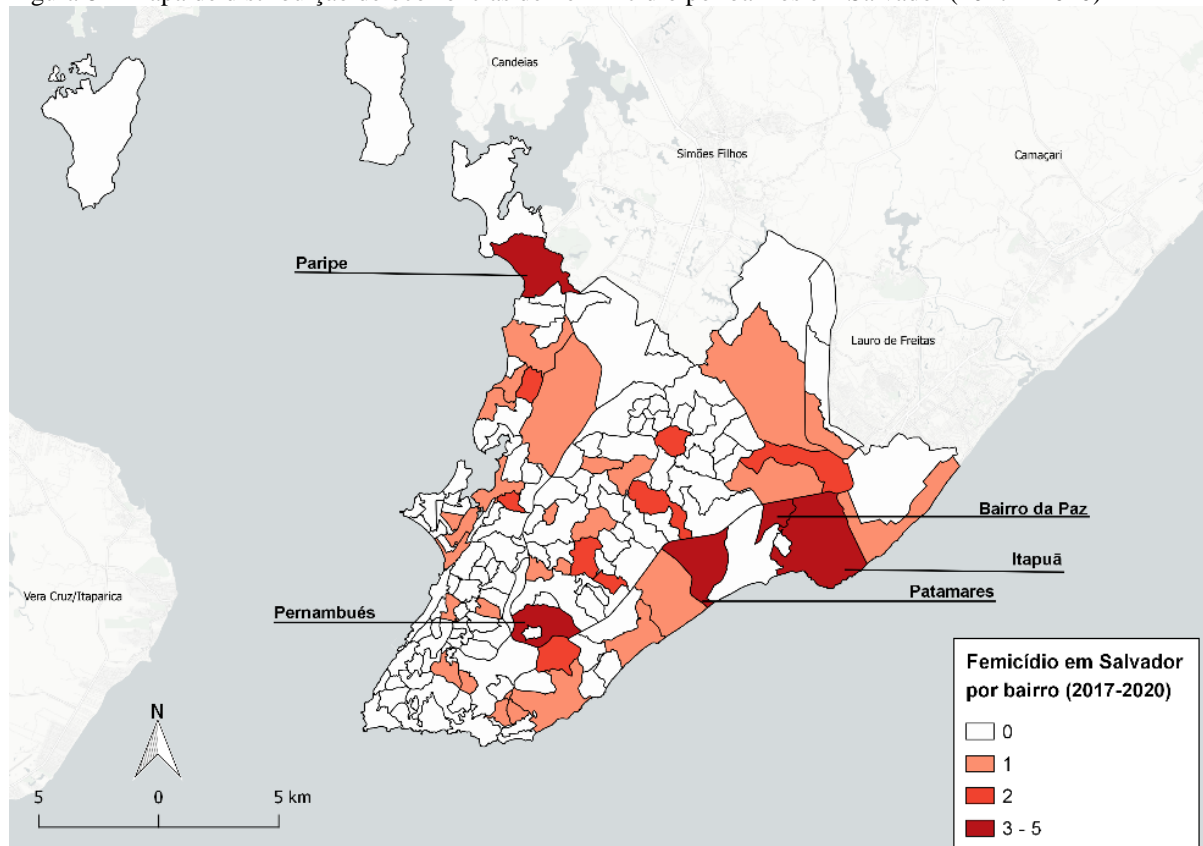 Candeias
Simões Filhos
Camaçari
Paripe
Lauro de Freitas
Bairro da Paz
Itapuã
Patamares
Vera Cruz/Itaparica
Pernambués
Femicídio em Salvador
por bairro (2017-2020)
0
1
2
3 - 5
N
5 0 5 km